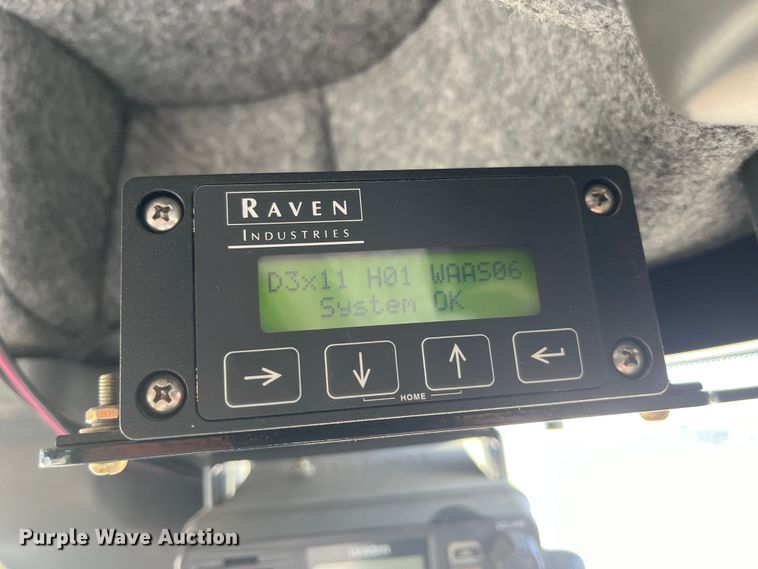 RAVEN
INDUSTRIES
D3x11 H01 WAAS06
System OK
HOME
Purple Wave Auction